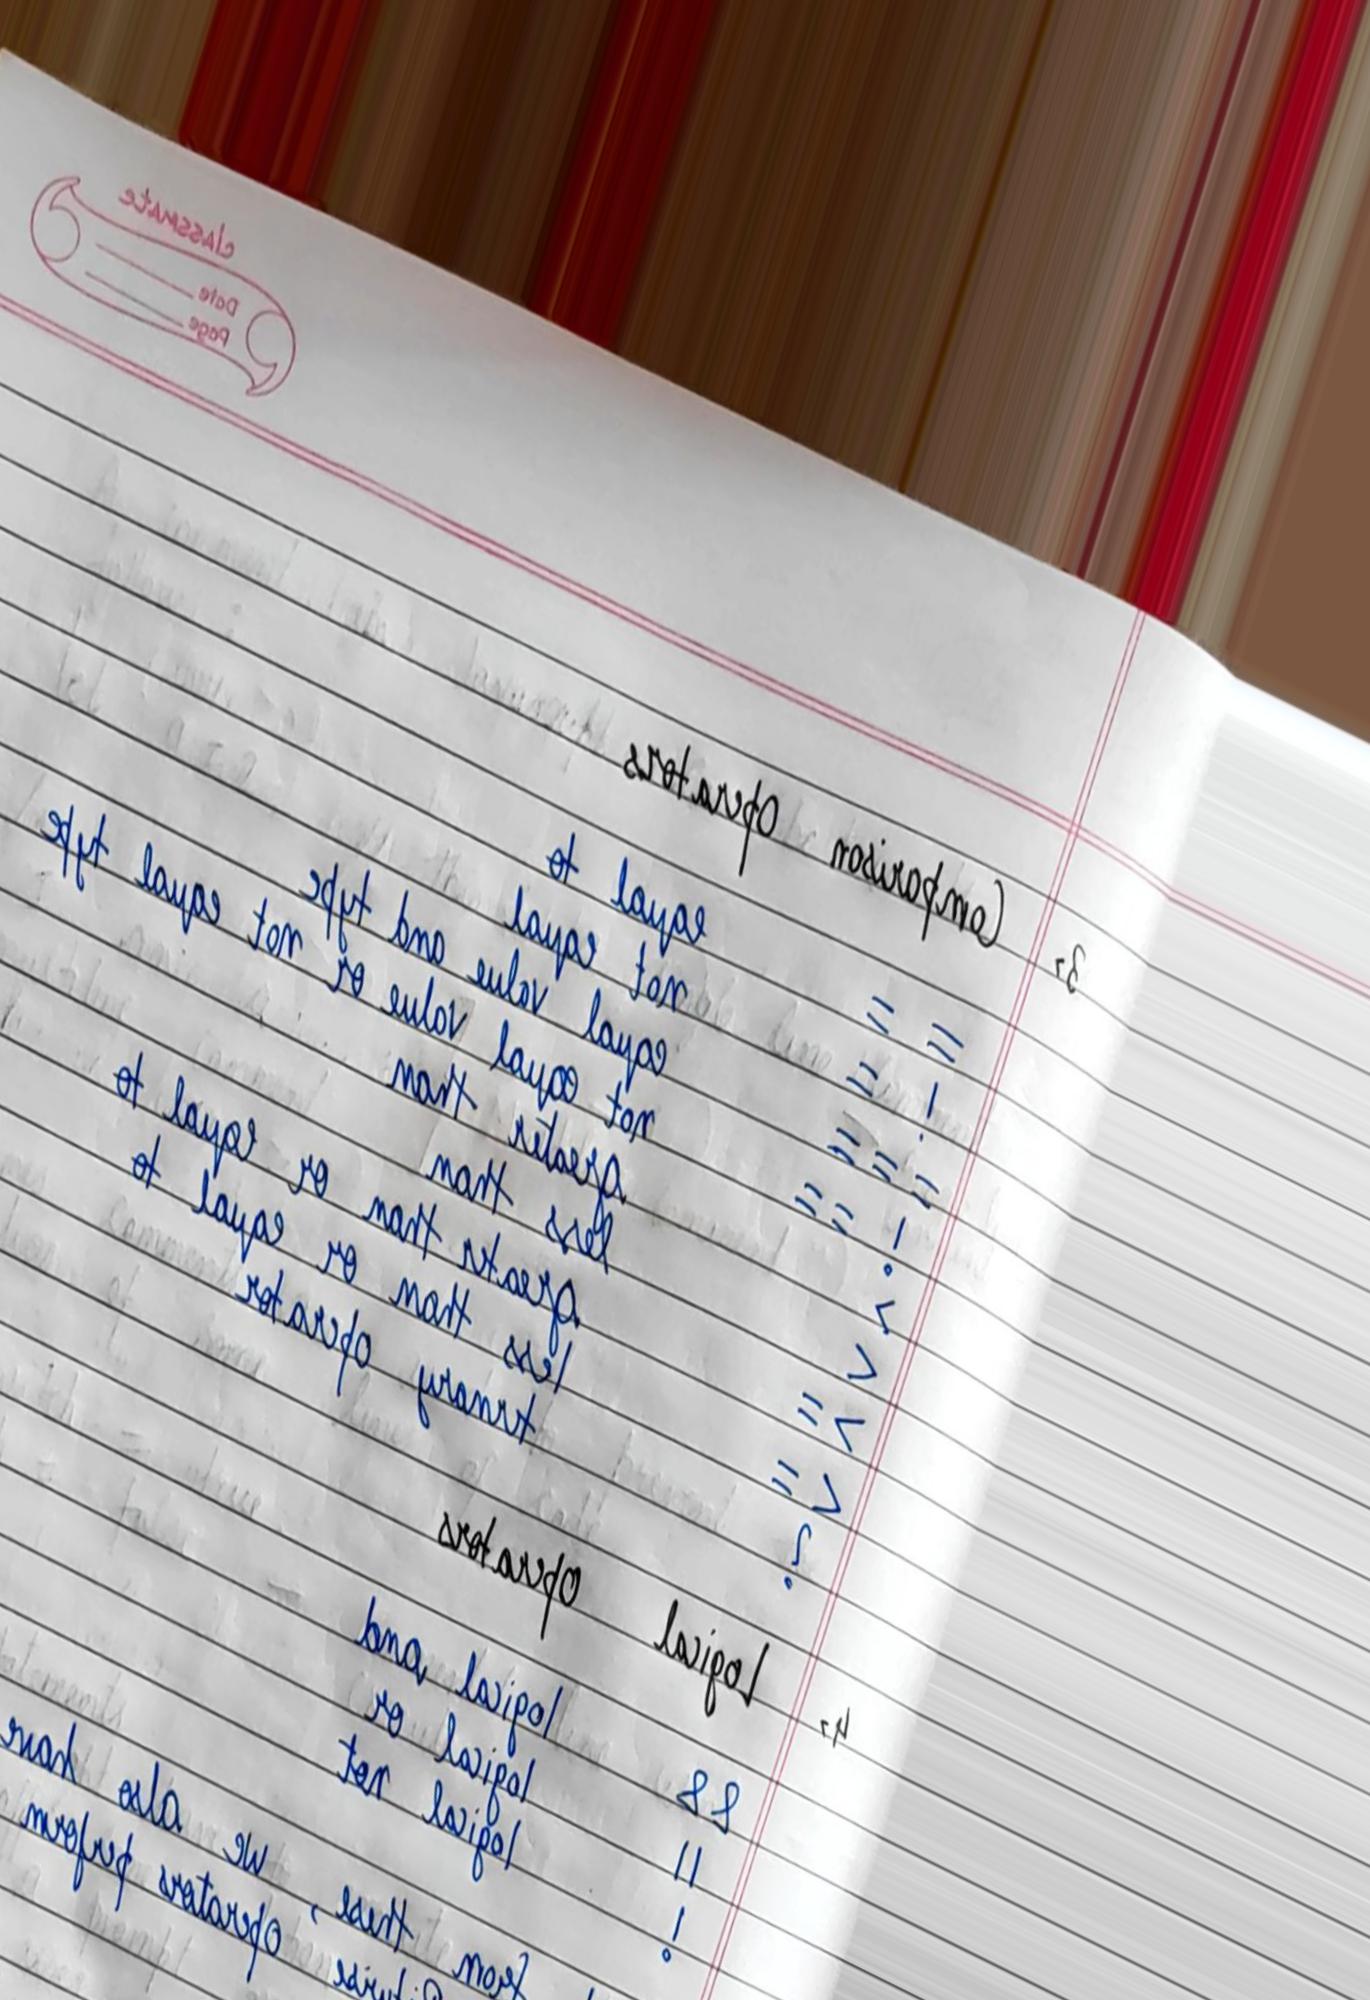 classmate
Date
Page
3→ Comparison Operators
= = equal to
! = not equal
= = = equal value and type
! = = not equal value or not equal type
> greater than
< less than
> = greater than or equal to
< = less than or equal to
? ternary operator
4→ Logical Operators
&& logical and
|| logical or
! logical not
from these, we also have
Bitwise operators perform